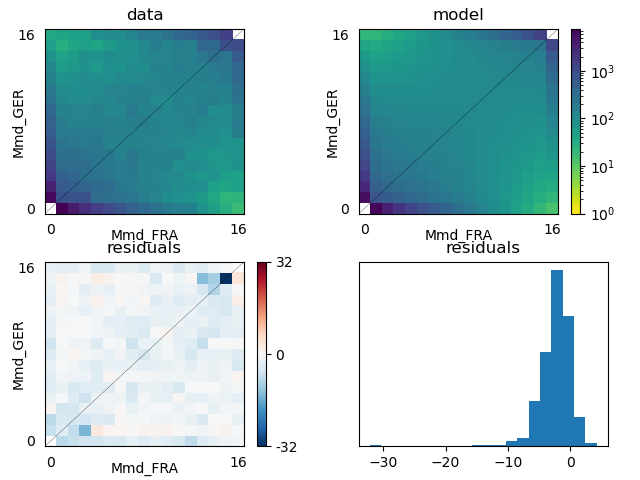 data
model
16
Mmd_GER
0
0
16
Mmd_FRA
16
Mmd_GER
0
0
16
Mmd_FRA
10³
10²
10¹
10⁰
residuals
residuals
16
Mmd_GER
0
0
16
Mmd_FRA
32
0
-32
−30
−20
−10
0